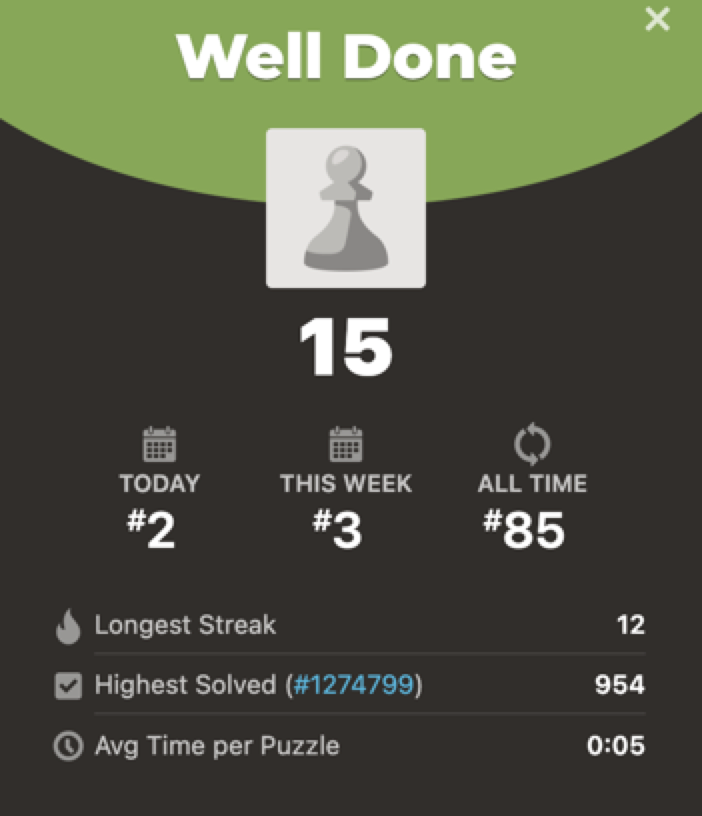 Well Done
15
TODAY THIS WEEK ALL TIME
#2 #3 #85
Longest Streak 12
Highest Solved (#1274799) 954
Avg Time per Puzzle 0:05